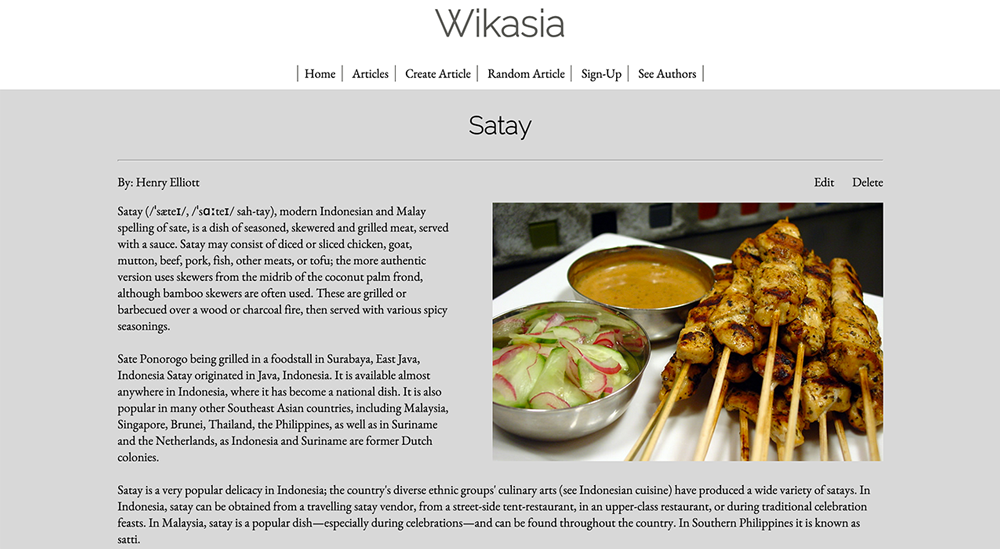 Wikasia
| Home | Articles | Create Article | Random Article | Sign-Up | See Authors |
Satay
By: Henry Elliott
Edit Delete
Satay (/ˈsæteɪ/, /ˈsɑːteɪ/ sah-tay), modern Indonesian and Malay
spelling of sate, is a dish of seasoned, skewered and grilled meat, served
with a sauce. Satay may consist of diced or sliced chicken, goat,
mutton, beef, pork, fish, other meats, or tofu; the more authentic
version uses skewers from the midrib of the coconut palm frond,
although bamboo skewers are often used. These are grilled or
barbecued over a wood or charcoal fire, then served with various spicy
seasonings.
Sate Ponorogo being grilled in a foodstall in Surabaya, East Java,
Indonesia Satay originated in Java, Indonesia. It is available almost
anywhere in Indonesia, where it has become a national dish. It is also
popular in many other Southeast Asian countries, including Malaysia,
Singapore, Brunei, Thailand, the Philippines, as well as in Suriname
and the Netherlands, as Indonesia and Suriname are former Dutch
colonies.
Satay is a very popular delicacy in Indonesia; the country's diverse ethnic groups' culinary arts (see Indonesian cuisine) have produced a wide variety of satays. In
Indonesia, satay can be obtained from a travelling satay vendor, from a street-side tent-restaurant, in an upper-class restaurant, or during traditional celebration
feasts. In Malaysia, satay is a popular dish—especially during celebrations—and can be found throughout the country. In Southern Philippines it is known as
satti.